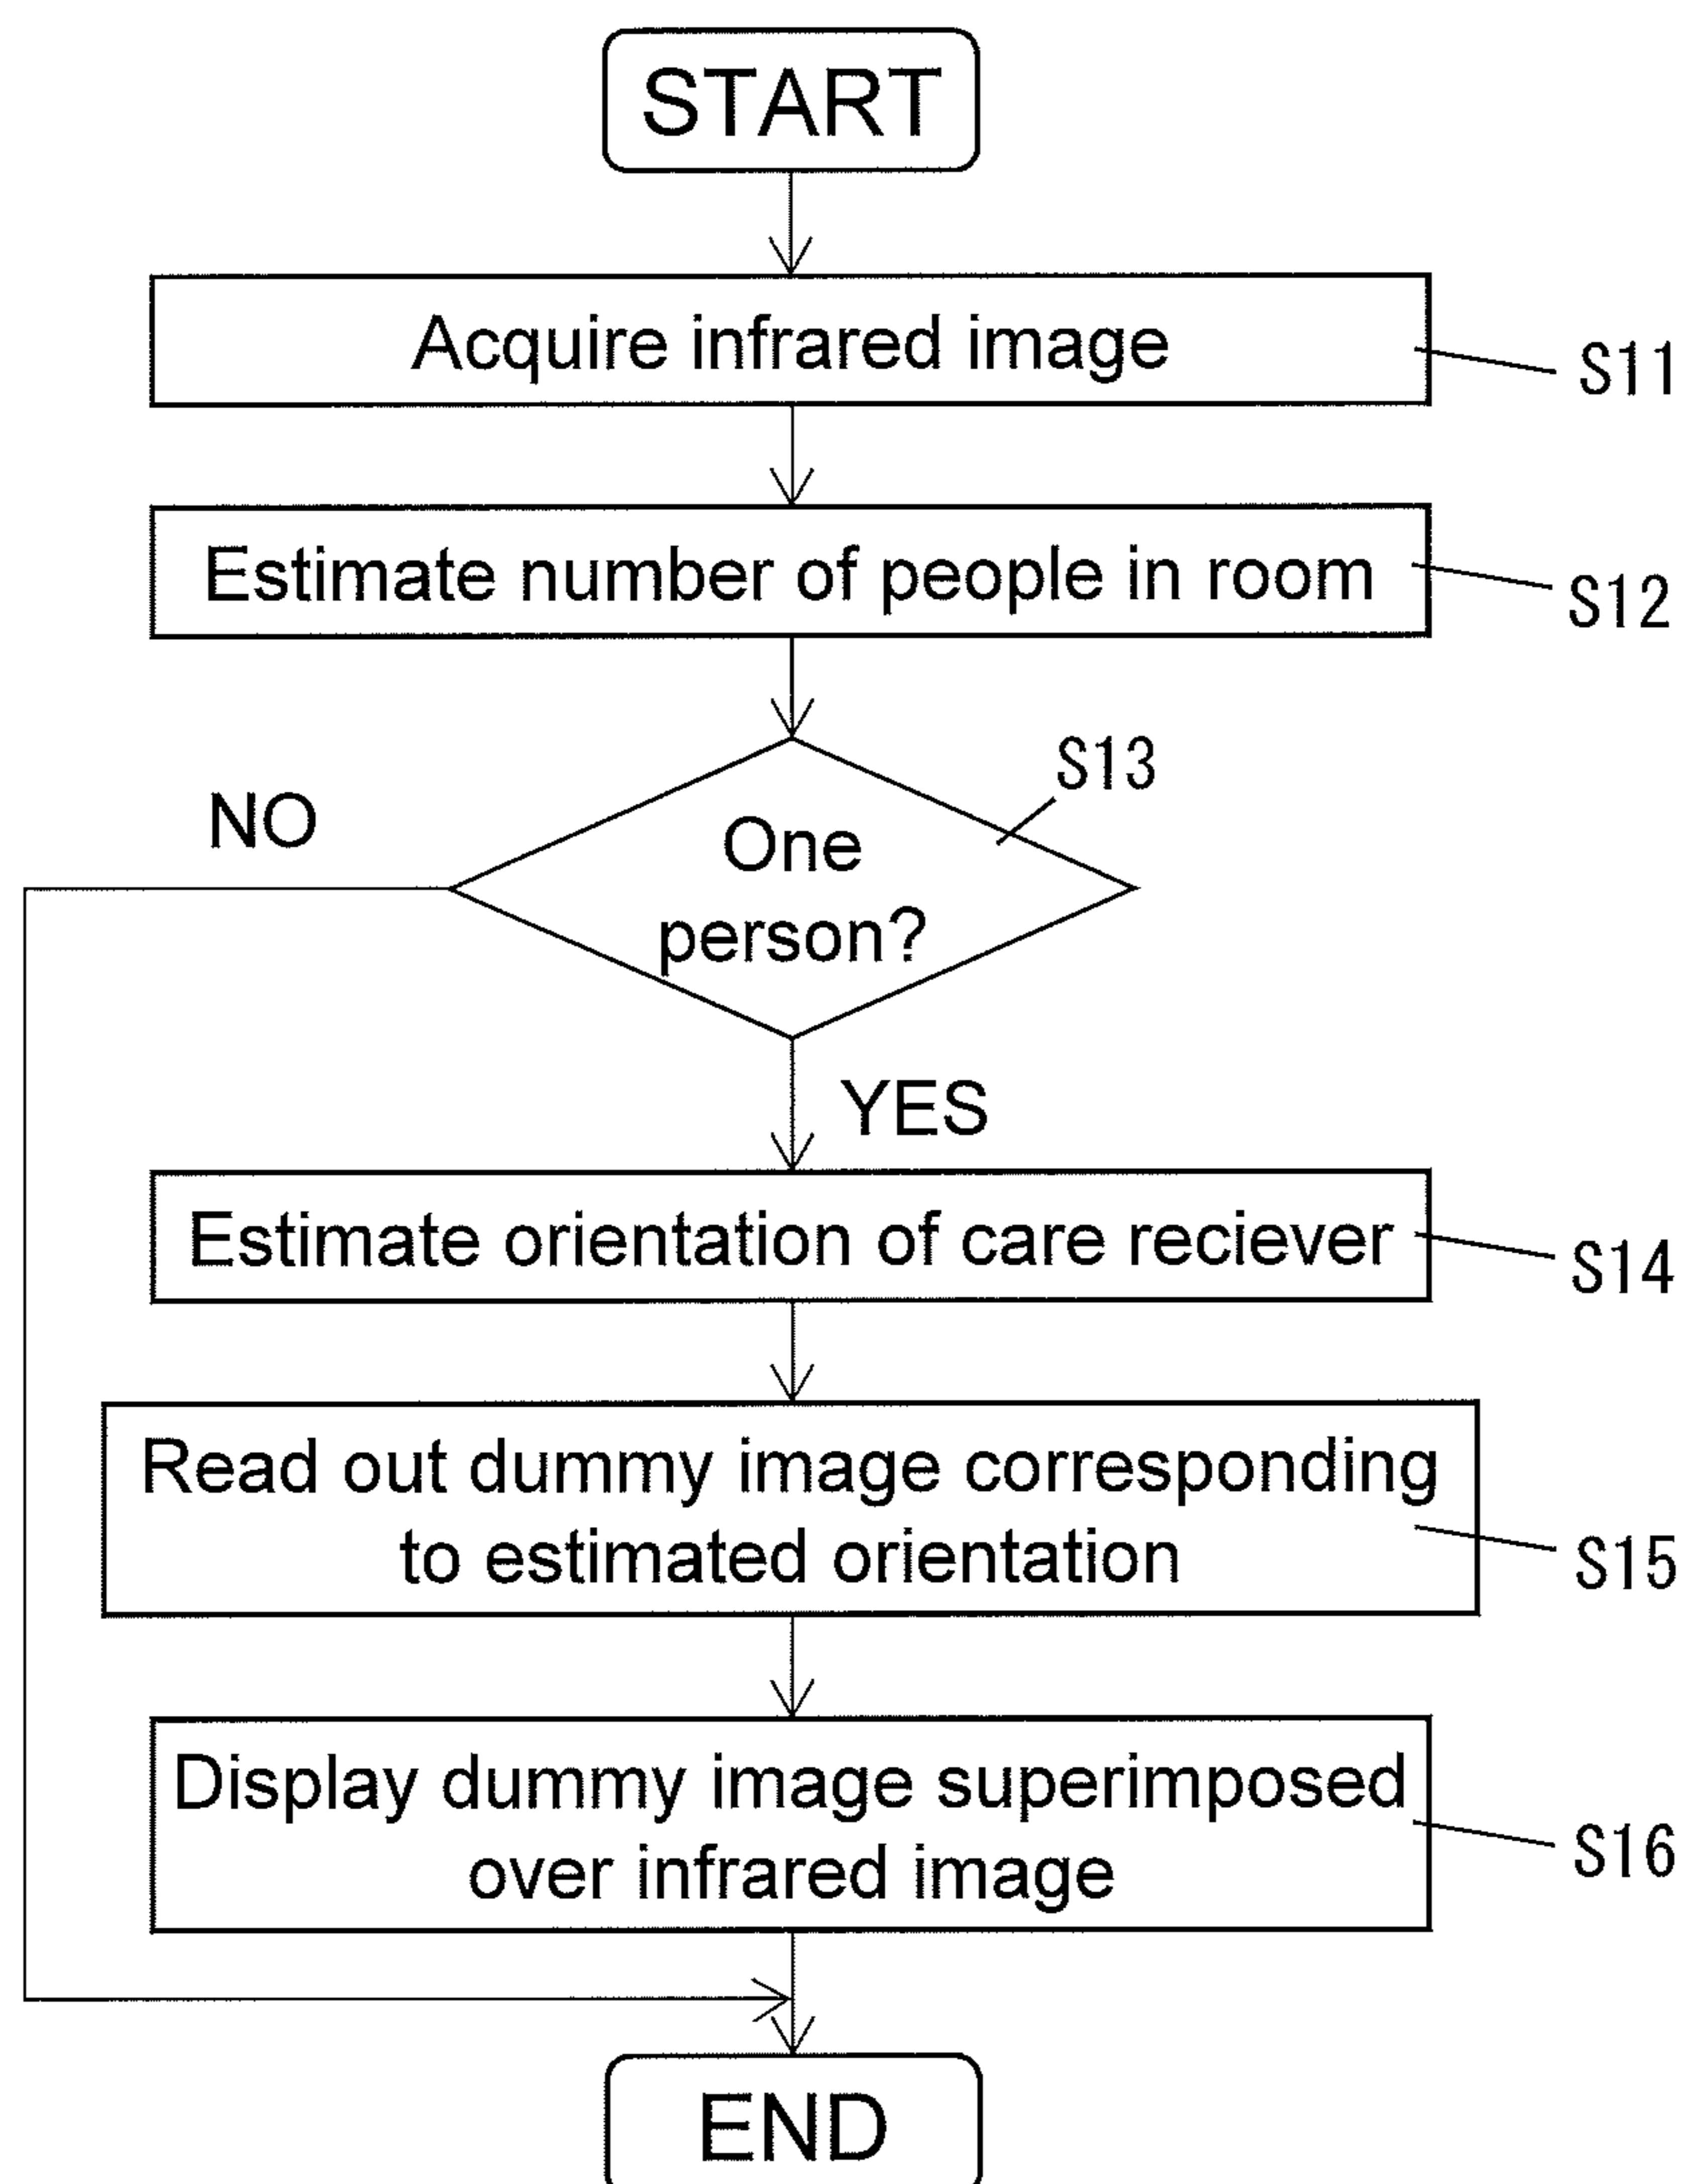 START
Acquire infrared image
S11
Estimate number of people in room
S12
S13
NO
One
person?
YES
Estimate orientation of care reciever
S14
Read out dummy image corresponding
to estimated orientation
S15
Display dummy image superimposed
over infrared image
S16
END